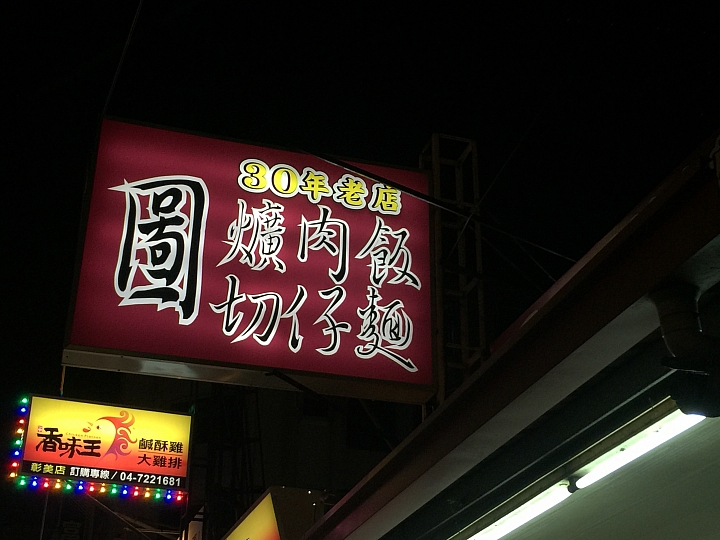 30年老店
圖
爌肉飯
切仔麵
香味王
鹹酥雞
大雞排
彰美店 訂購專線/04-7221681